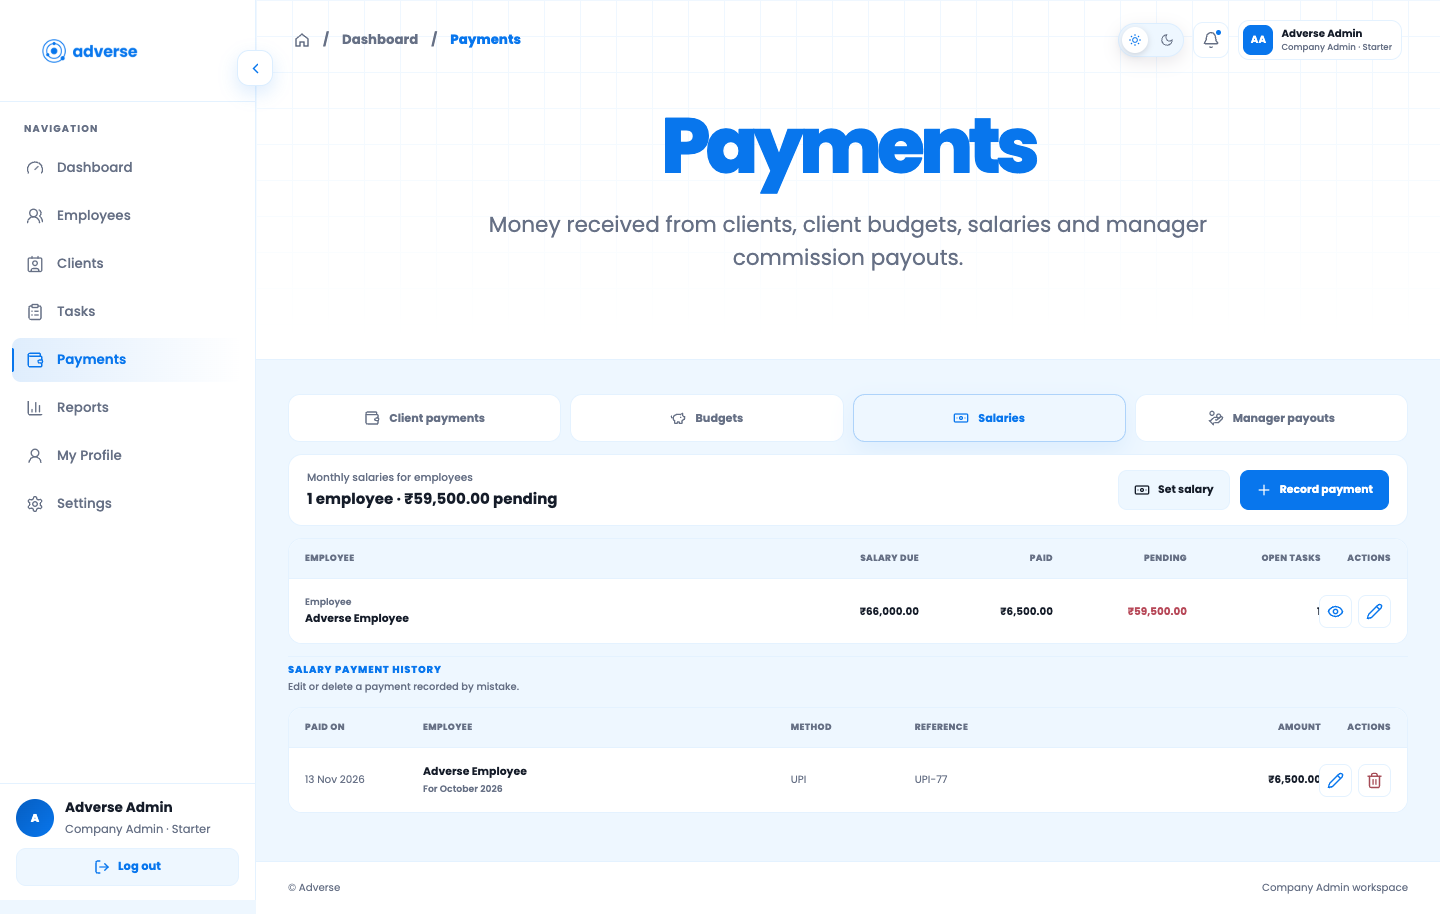 adverse
/ Dashboard / Payments
AA
Adverse Admin
Company Admin · Starter
NAVIGATION
Dashboard
Employees
Clients
Tasks
Payments
Reports
My Profile
Settings
A
Adverse Admin
Company Admin · Starter
Log out
Payments
Money received from clients, client budgets, salaries and manager
commission payouts.
Client payments
Budgets
Salaries
Manager payouts
Monthly salaries for employees
1 employee · ₹59,500.00 pending
Set salary
Record payment
EMPLOYEE SALARY DUE PAID PENDING OPEN TASKS ACTIONS
Employee
Adverse Employee ₹66,000.00 ₹6,500.00 ₹59,500.00 1
SALARY PAYMENT HISTORY
Edit or delete a payment recorded by mistake.
PAID ON EMPLOYEE METHOD REFERENCE AMOUNT ACTIONS
13 Nov 2026 Adverse Employee UPI UPI-77 ₹6,500.00
For October 2026
© Adverse
Company Admin workspace